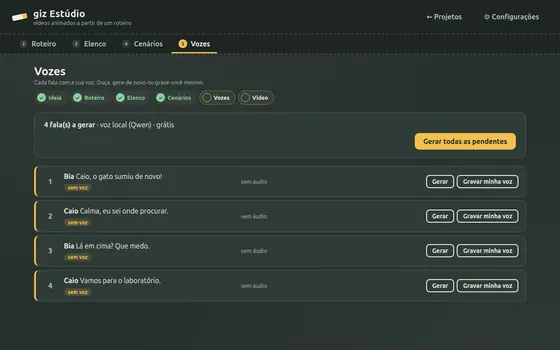 giz Estúdio
vídeos animados a partir de um roteiro
← Projetos
⚙ Configurações
2 Roteiro
3 Elenco
4 Cenários
5 Vozes
Vozes
Cada fala com a sua voz. Ouça, gere de novo ou grave você mesmo.
Ideia
Roteiro
Elenco
Cenários
Vozes
Vídeo
4 fala(s) a gerar · voz local (Qwen) · grátis
Gerar todas as pendentes
1 Bia Caio, o gato sumiu de novo!
sem voz
sem áudio
Gerar
Gravar minha voz
2 Caio Calma, eu sei onde procurar.
sem voz
sem áudio
Gerar
Gravar minha voz
3 Bia Lá em cima? Que medo.
sem voz
sem áudio
Gerar
Gravar minha voz
4 Caio Vamos para o laboratório.
sem voz
sem áudio
Gerar
Gravar minha voz